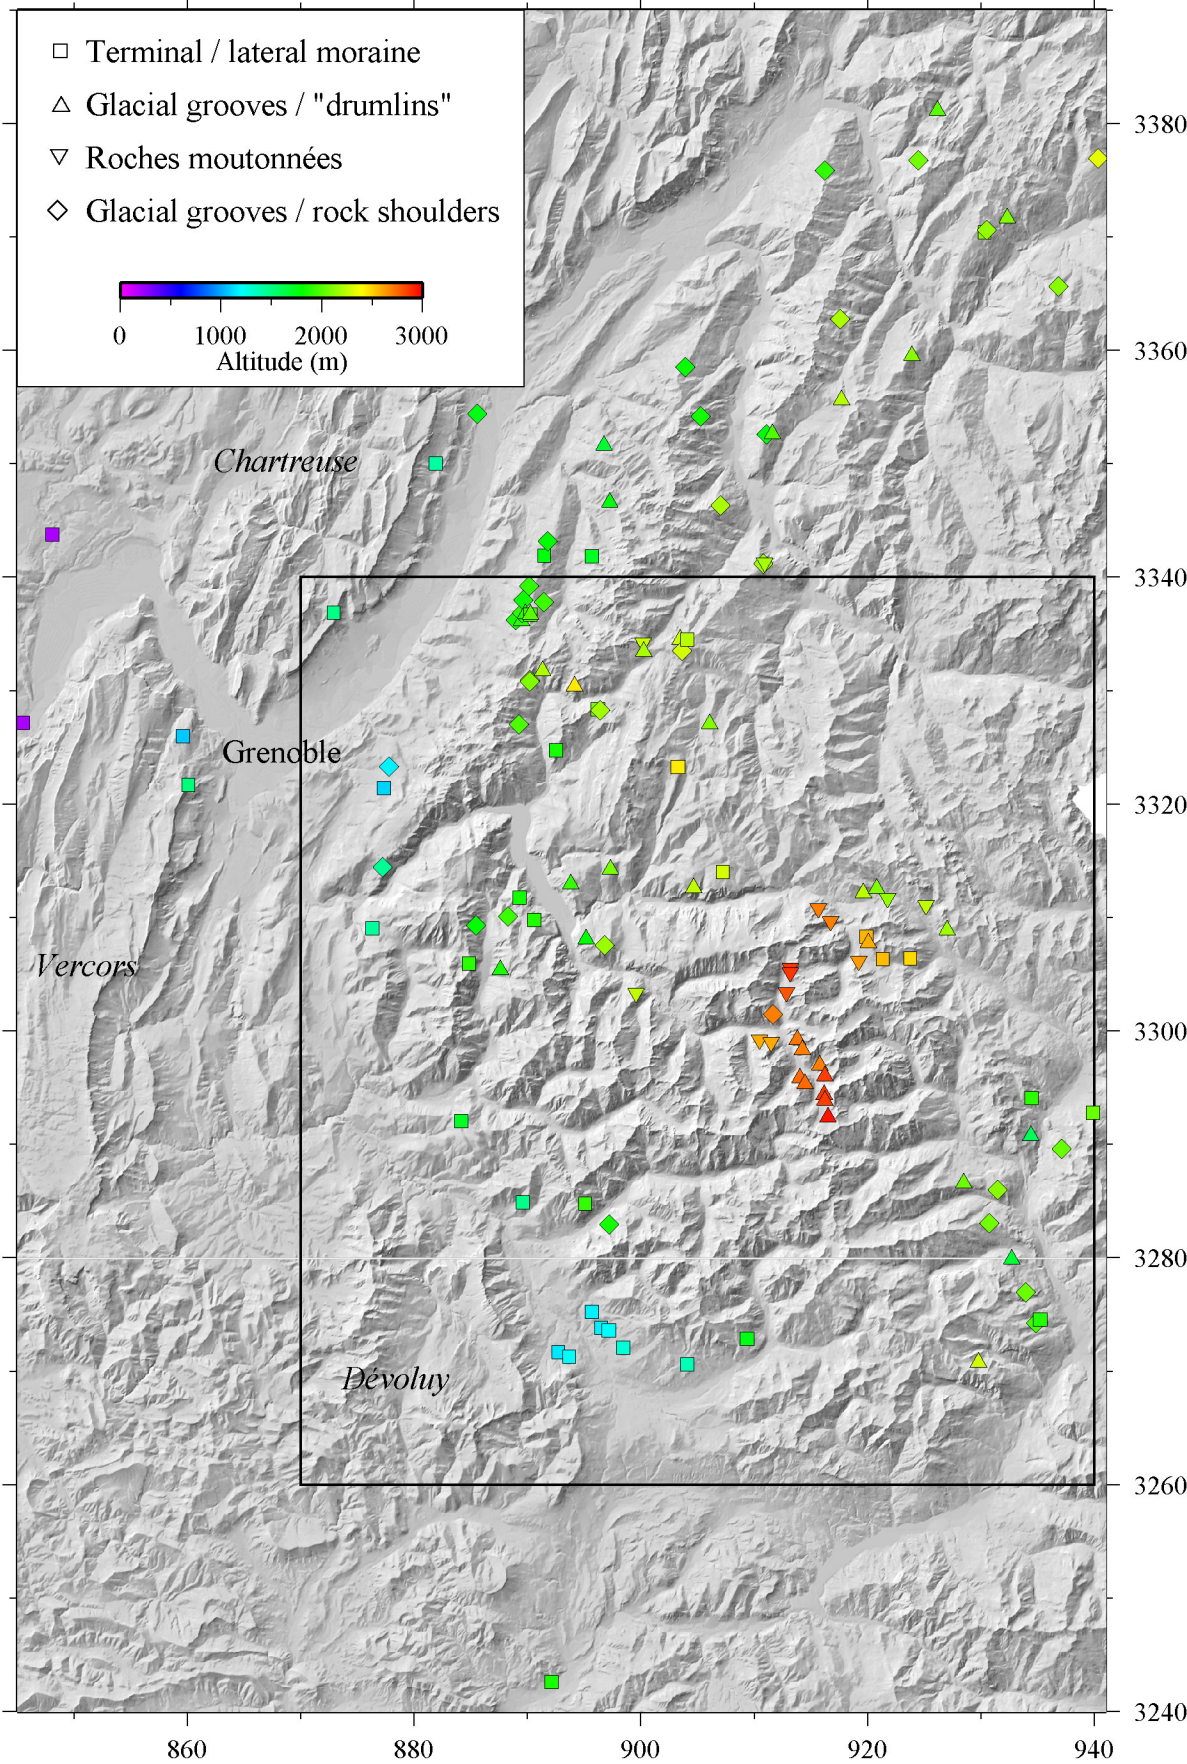 Terminal / lateral moraine
Glacial grooves / "drumlins"
Roches moutonnées
Glacial grooves / rock shoulders
0 1000 2000 3000
Altitude (m)
3380
3360
Chartreuse
3340
Grenoble
3320
Vercors
3300
3280
Dévoluy
3260
3240
860 880 900 920 940